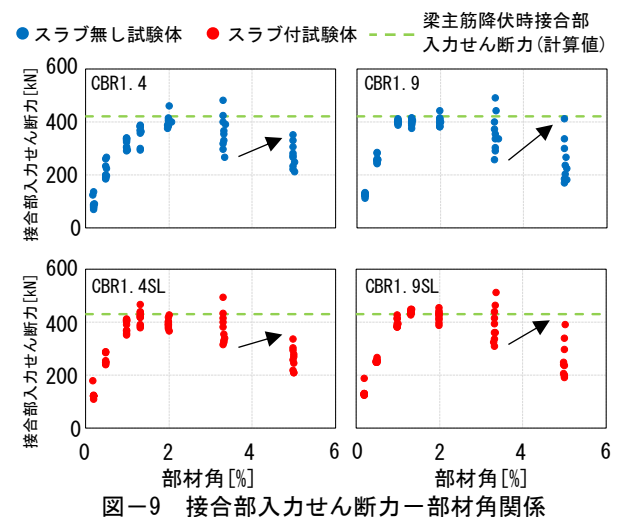 ● スラブ無し試験体 ● スラブ付試験体 --- 梁主筋降伏時接合部
入力せん断力(計算値)
接合部入力せん断力[kN]
600
400
200
0
CBR1.4
CBR1.9
接合部入力せん断力[kN]
600
400
200
0
CBR1.4SL
CBR1.9SL
0 2 4 6 0 2 4 6
部材角[%] 部材角[%]
図-9 接合部入力せん断力-部材角関係